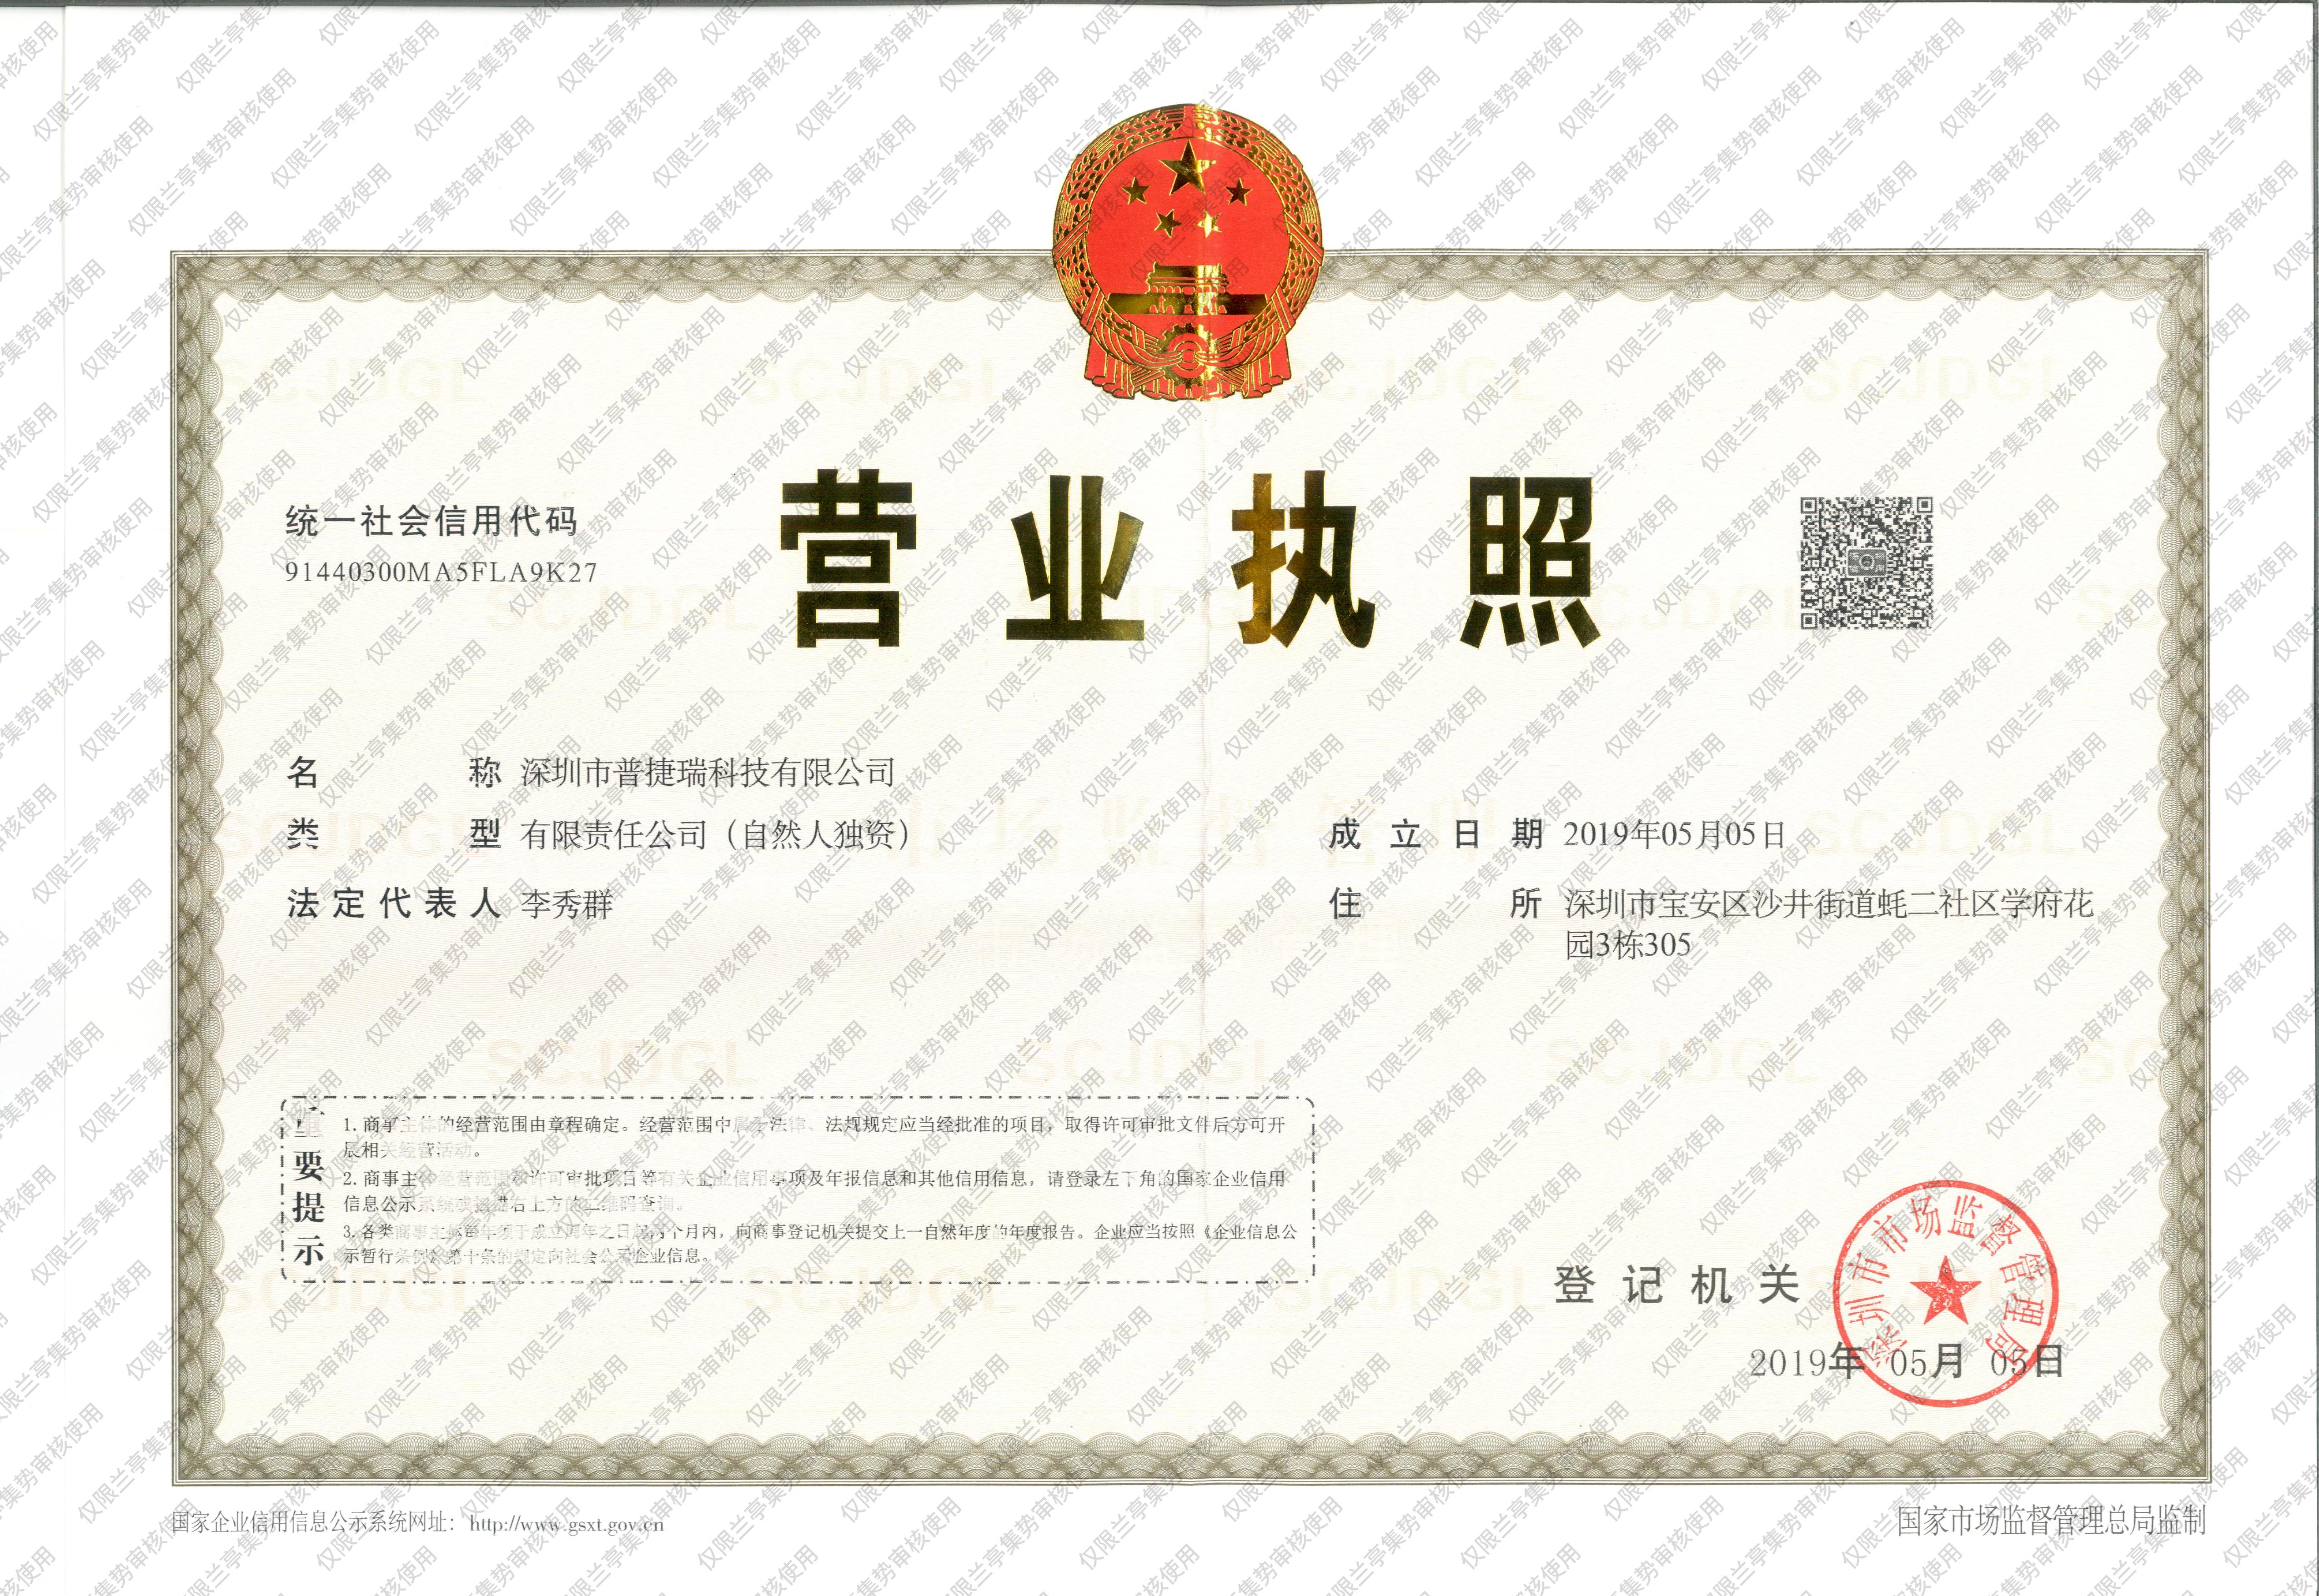 营业执照
统一社会信用代码
91440300MA5FLA9K27
名称 深圳市普捷瑞科技有限公司
类型 有限责任公司（自然人独资）
法定代表人 李秀群
成立日期 2019年05月05日
住所 深圳市宝安区沙井街道蚝二社区学府花
园3栋305
重要提示
1. 商事主体的经营范围由章程确定。经营范围中属于法律、法规规定应当经批准的项目，取得许可审批文件后方可开
展相关经营活动。
2. 商事主体经营范围和许可审批项目等有关企业信用事项及年报信息和其他信用信息，请登录左下角的国家企业信用
信息公示系统或扫描右上方的二维码查询。
3. 各类商事主体每年须于成立周年之日起两个月内，向商事登记机关提交上一自然年度的年度报告。企业应当按照《企业信息公
示暂行条例》第十条的规定向社会公示企业信息。
登记机关
深圳市市场监督管理局
2019年 05月 05日
国家企业信用信息公示系统网址：http://www.gsxt.gov.cn
国家市场监督管理总局监制
SCJDGL
仅限兰亭集势审核使用